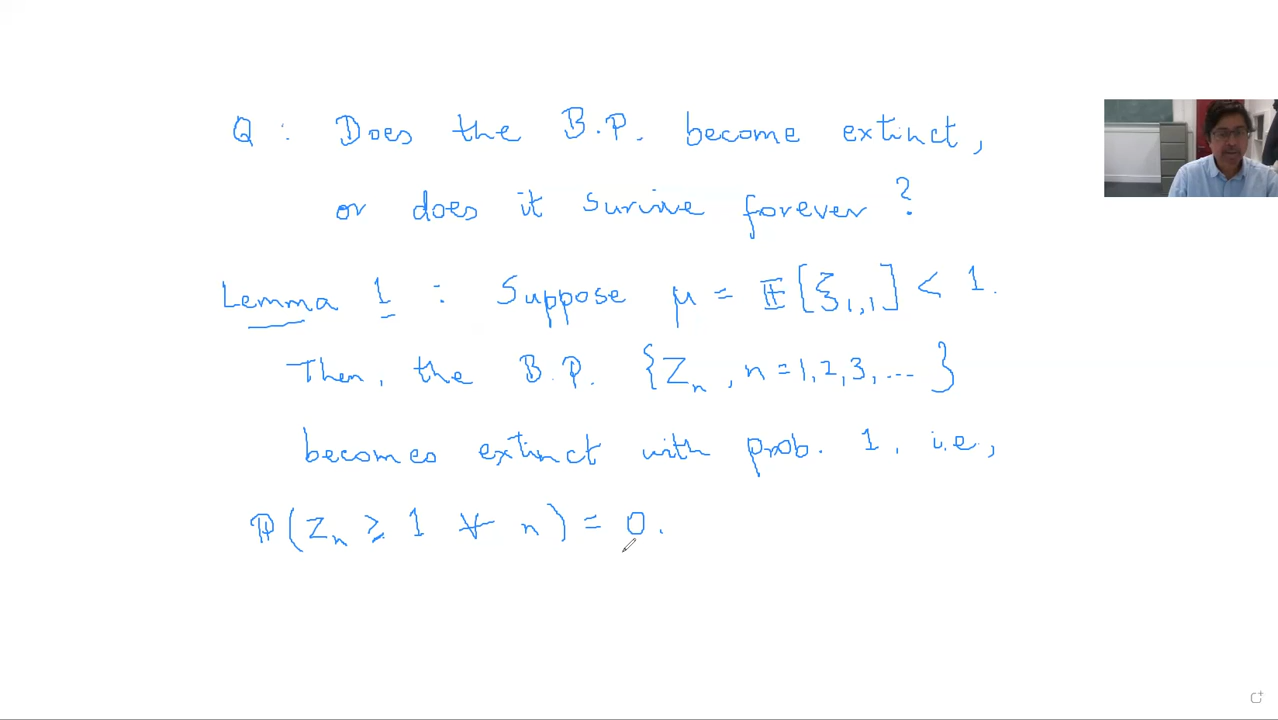 Q : Does the B.P. become extinct,
or does it survive forever ?
Lemma 1 : Suppose μ = 𝔼[ξ₁,₁] < 1.
Then, the B.P. {Zₙ, n = 1, 2, 3, ...}
becomes extinct with prob. 1, i.e.,
ℙ(Zₙ ≥ 1 ∀ n) = 0.